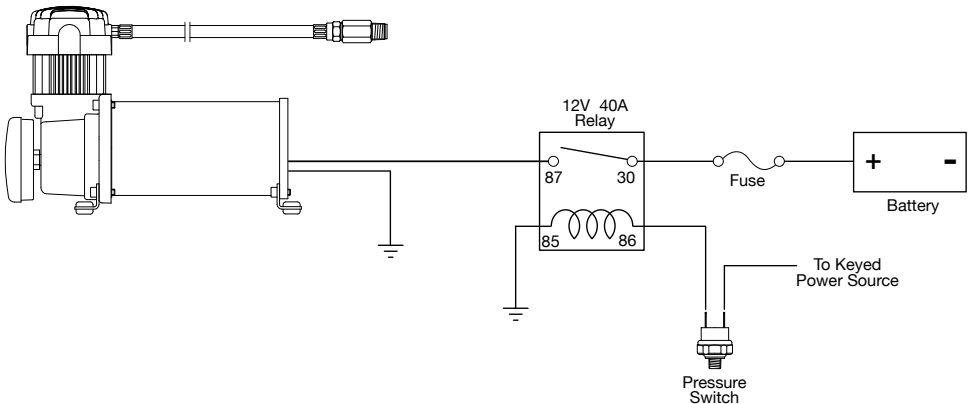 12V 40A
Relay
87
30
85
86
Fuse
+
-
Battery
To Keyed
Power Source
Pressure
Switch